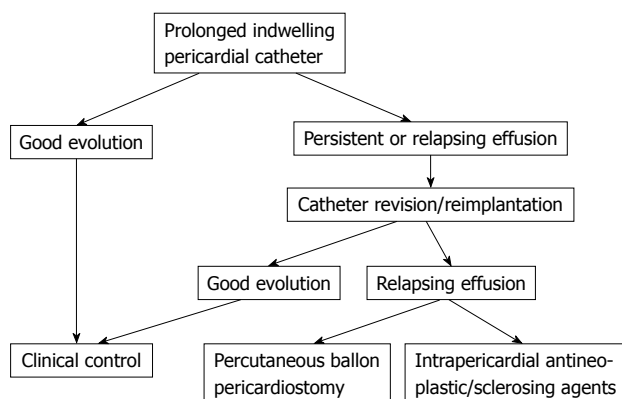 Prolonged indwelling
pericardial catheter
Good evolution
Persistent or relapsing effusion
Catheter revision/reimplantation
Good evolution
Relapsing effusion
Clinical control
Percutaneous ballon
pericardiostomy
Intrapericardial antineo-
plastic/sclerosing agents